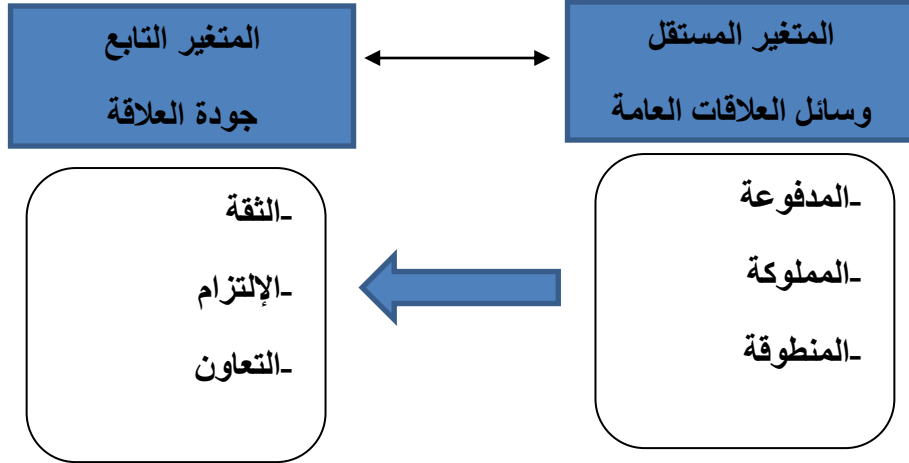 المتغير المستقل
وسائل العلاقات العامة
المتغير التابع
جودة العلاقة
-المدفوعة
-المملوكة
-المنطوقة
-الثقة
-الإلتزام
-التعاون